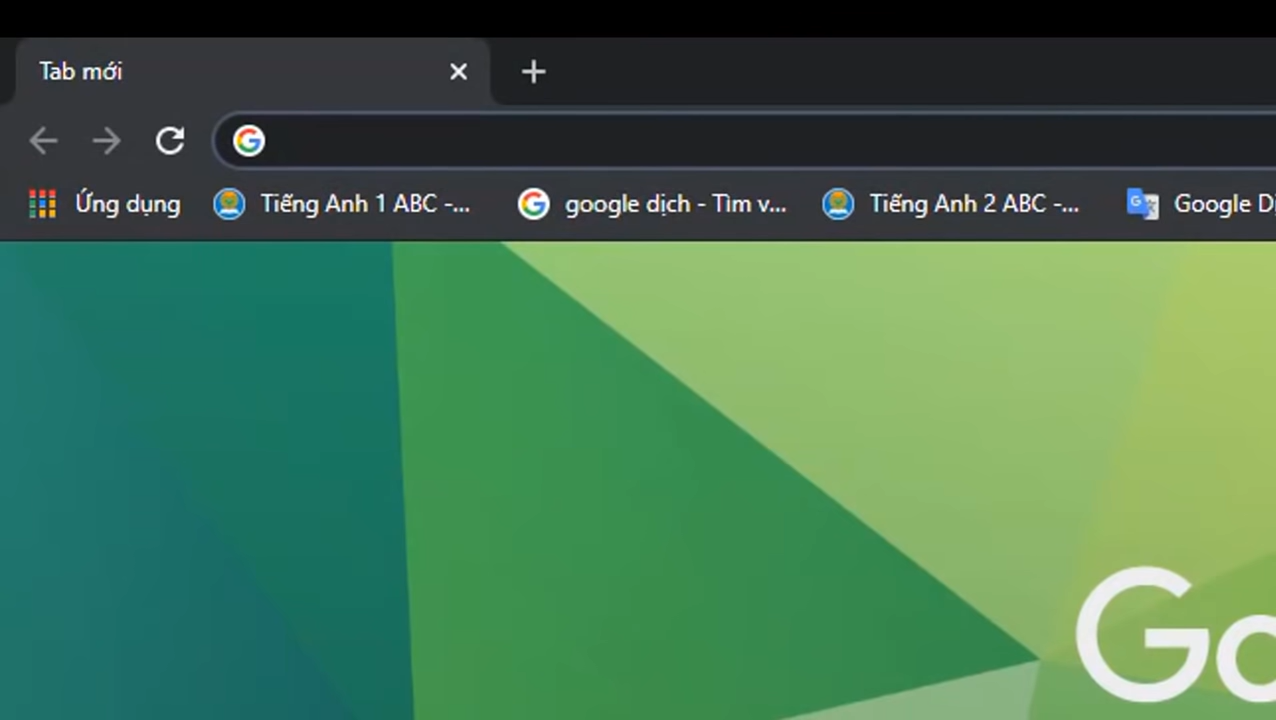 Tab mới
Ứng dụng Tiếng Anh 1 ABC -... google dịch - Tìm v... Tiếng Anh 2 ABC -... Google
Go